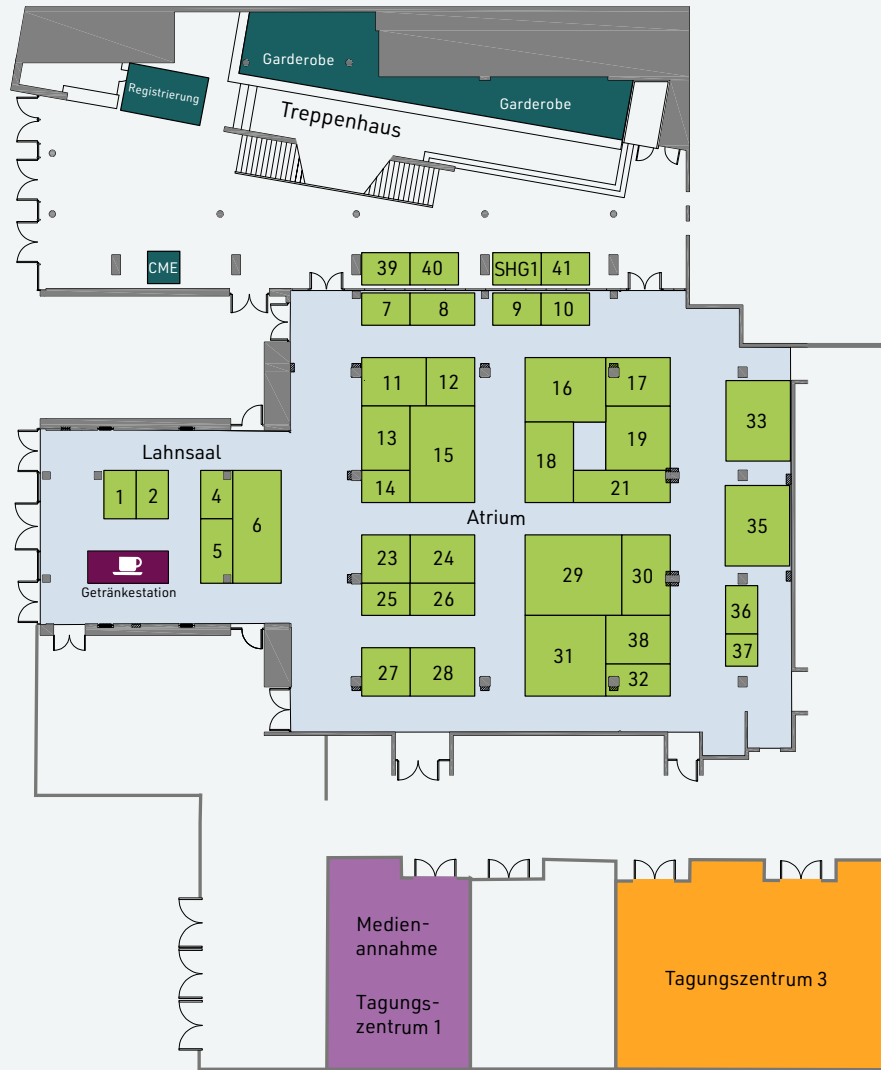 Garderobe
Registrierung
Garderobe
Treppenhaus
CME
39 40 SHG1 41
7 8 9 10
11 12 16 17
33
13 15 18 19
Lahnsaal
14 21
1 2 4 6
Atrium
35
5
23 24 29 30
Getränkestation
25 26
36
38
37
27 28 31
32
Medien-
annahme
Tagungs-
zentrum 1
Tagungszentrum 3